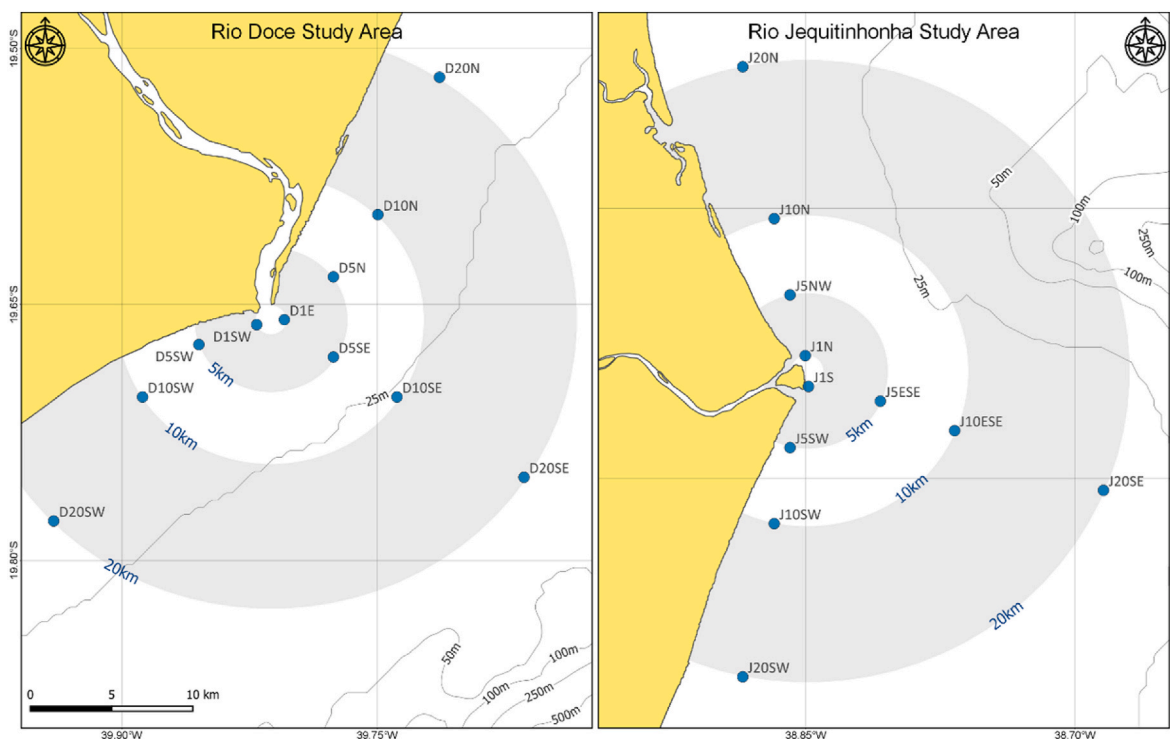 Rio Doce Study Area
19.50°S
D20N
D10N
D5N
19.65°S
D1E
D1SW
D5SW
D5SE
5km
D10SW
D10SE
25m
10km
D20SE
D20SW
19.80°S
20km
50m
100m
100m
250m
500m
0 5 10 km
39.90°W
39.75°W
Rio Jequitinhonha Study Area
J20N
50m
100m
250m
100m
J10N
25m
J5NW
J1N
J1S
J5ESE
5km
J10ESE
J5SW
10km
J20SE
J10SW
20km
J20SW
38.85°W
38.70°W